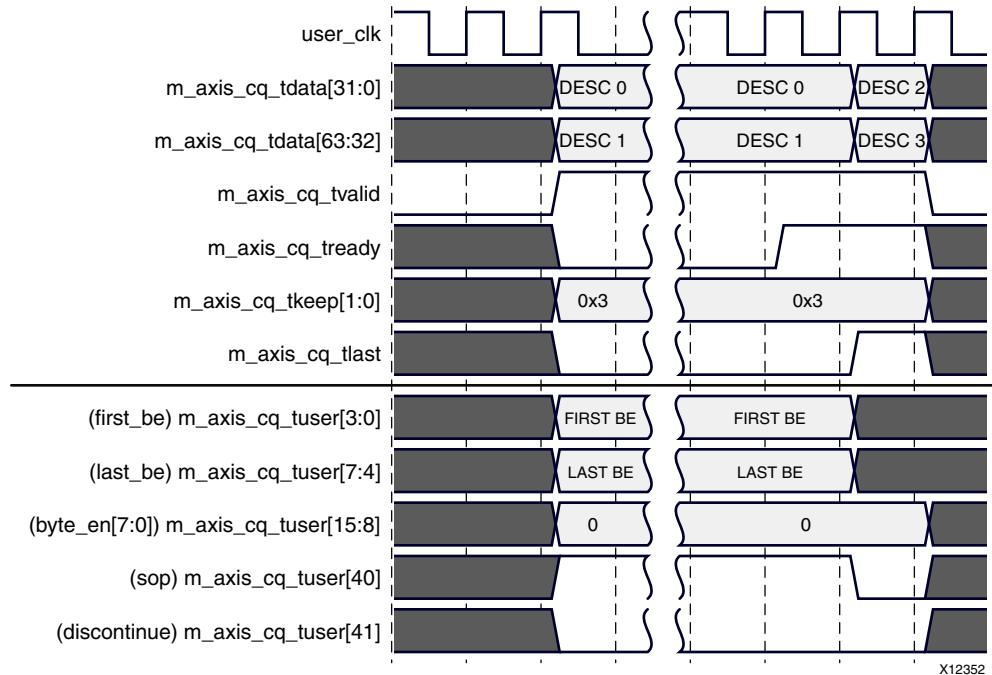 user_clk
m_axis_cq_tdata[31:0] DESC 0 DESC 0 DESC 2
m_axis_cq_tdata[63:32] DESC 1 DESC 1 DESC 3
m_axis_cq_tvalid
m_axis_cq_tready
m_axis_cq_tkeep[1:0] 0x3 0x3
m_axis_cq_tlast
(first_be) m_axis_cq_tuser[3:0] FIRST BE FIRST BE
(last_be) m_axis_cq_tuser[7:4] LAST BE LAST BE
(byte_en[7:0]) m_axis_cq_tuser[15:8] 0 0
(sop) m_axis_cq_tuser[40]
(discontinue) m_axis_cq_tuser[41]
X12352